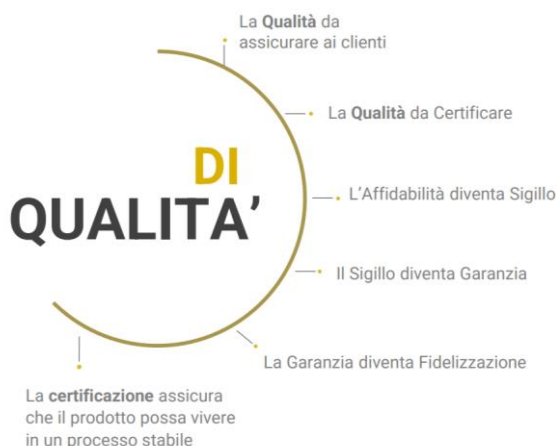 La Qualità da
assicurare ai clienti
La Qualità da Certificare
DI
QUALITA’
L’Affidabilità diventa Sigillo
Il Sigillo diventa Garanzia
La Garanzia diventa Fidelizzazione
La certificazione assicura
che il prodotto possa vivere
in un processo stabile